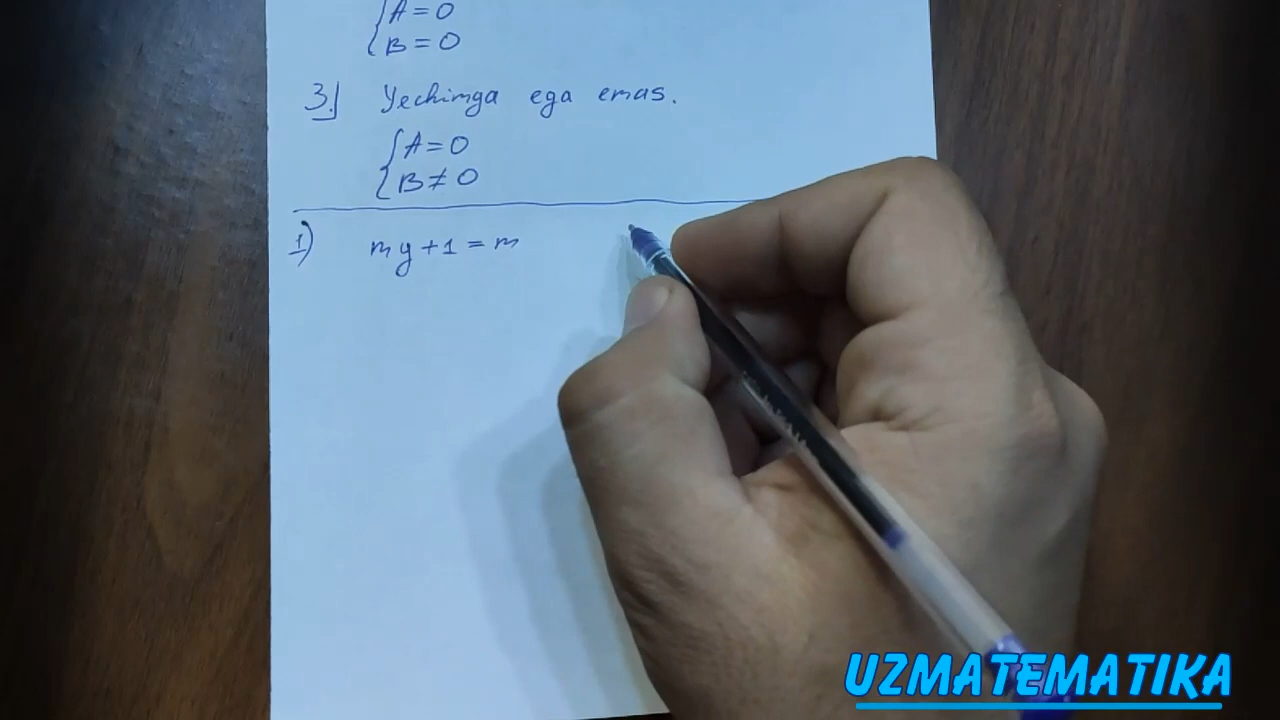 {A = 0
B = 0
3.] Yechimga ega emas.
{A = 0
B ≠ 0
1) my + 1 = m
UZMATEMATIKA